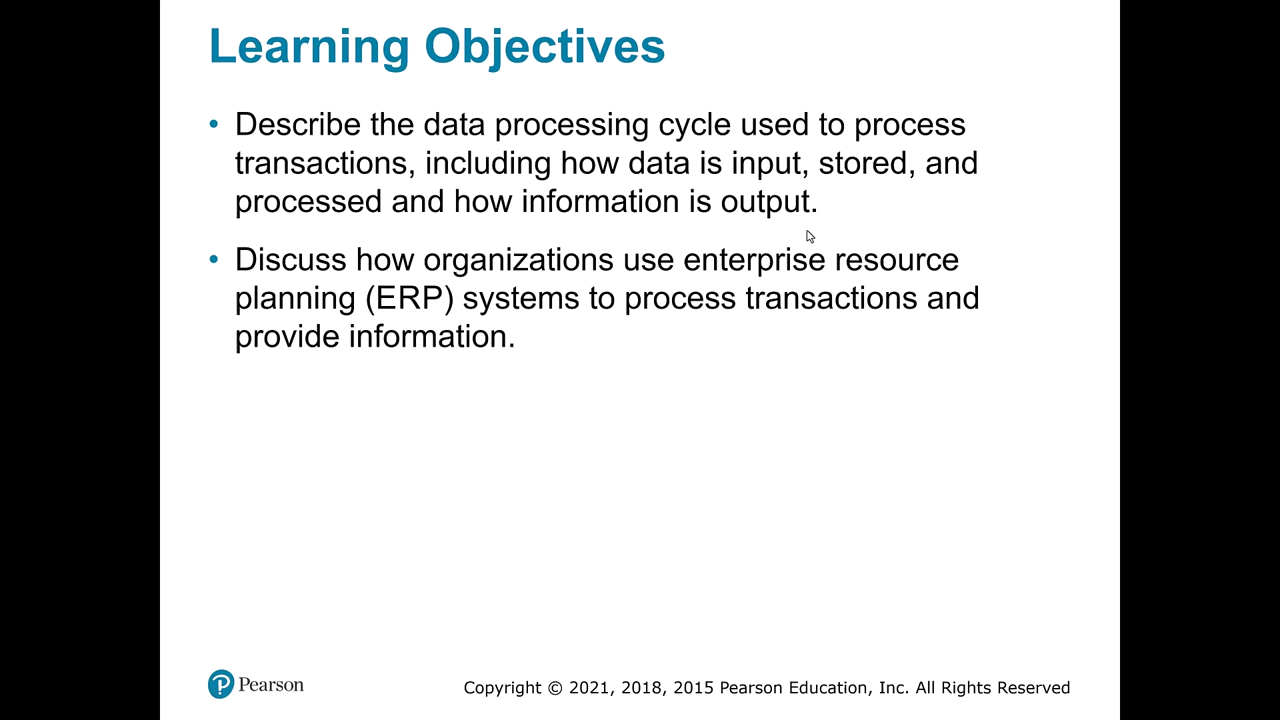 Learning Objectives
• Describe the data processing cycle used to process
transactions, including how data is input, stored, and
processed and how information is output.
• Discuss how organizations use enterprise resource
planning (ERP) systems to process transactions and
provide information.
Pearson
Copyright © 2021, 2018, 2015 Pearson Education, Inc. All Rights Reserved